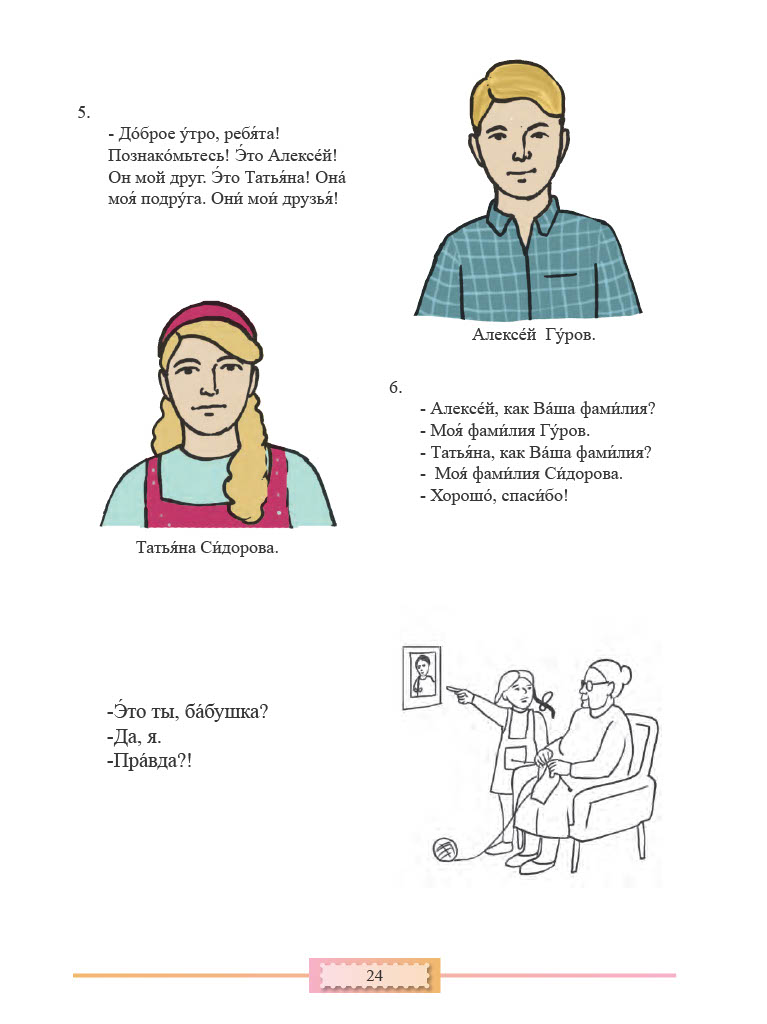 5.
- До́брое у́тро, ребя́та!
Познако́мьтесь! Э́то Алексе́й!
Он мой друг. Э́то Татья́на! Она́
моя́ подру́га. Они́ мои́ друзья́!
Алексе́й Гу́ров.
6.
- Алексе́й, как Ва́ша фами́лия?
- Моя́ фами́лия Гу́ров.
- Татья́на, как Ва́ша фами́лия?
- Моя́ фами́лия Си́дорова.
- Хорошо́, спаси́бо!
Татья́на Си́дорова.
-Э́то ты, ба́бушка?
-Да, я.
-Пра́вда?!
24